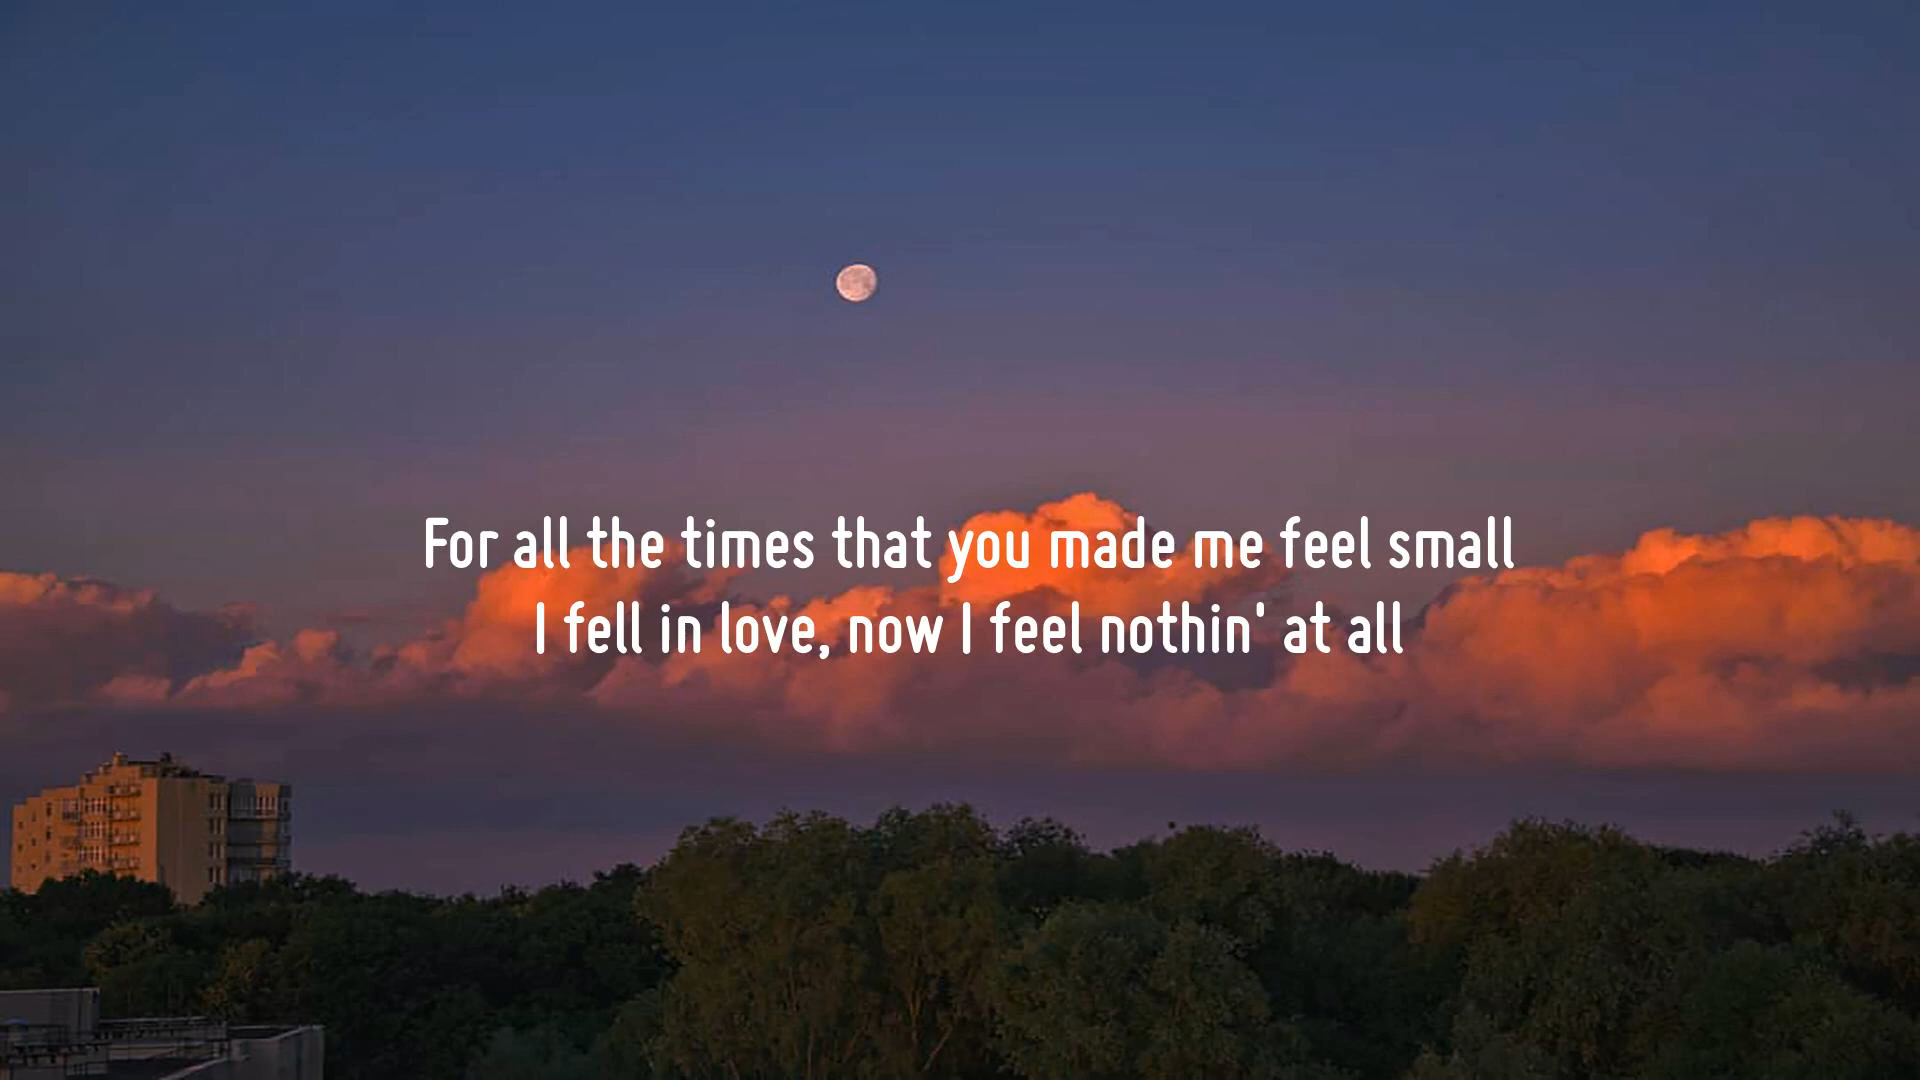 For all the times that you made me feel small
I fell in love, now I feel nothin' at all